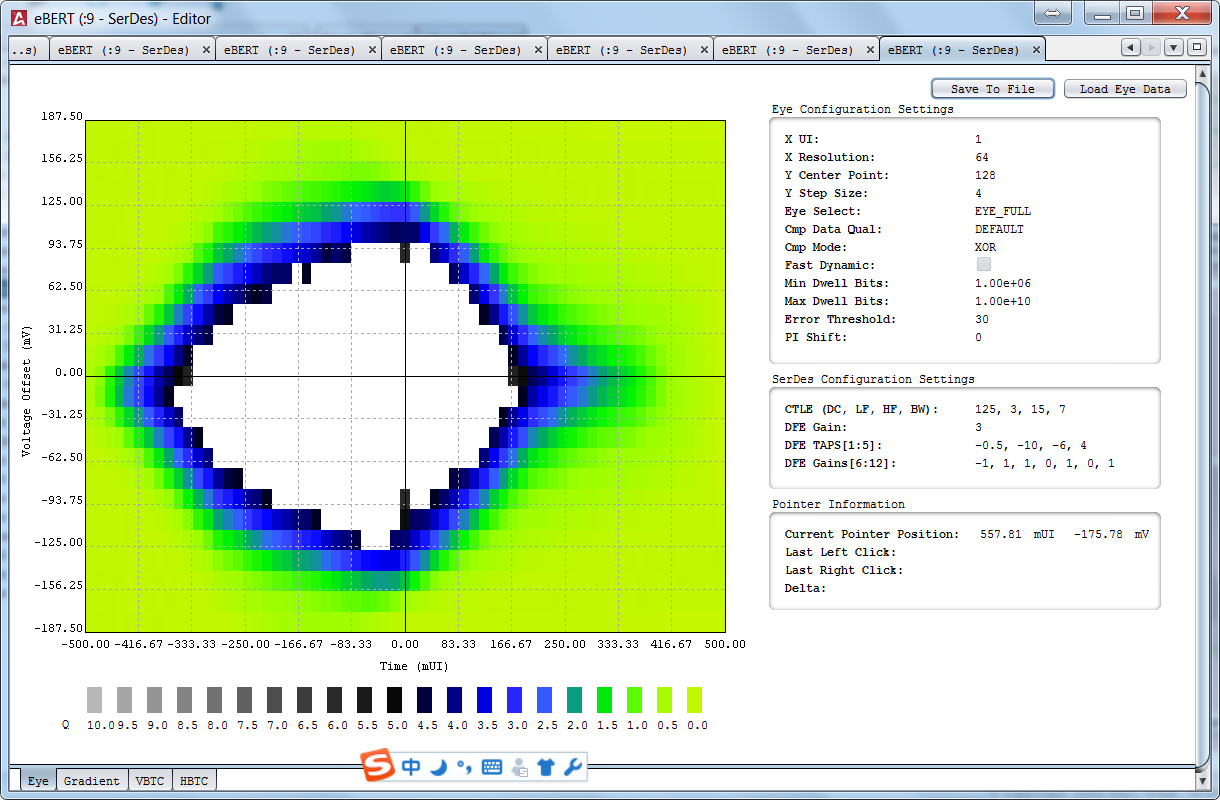 eBERT (:9 - SerDes) - Editor
..s) eBERT (:9 - SerDes) eBERT (:9 - SerDes) eBERT (:9 - SerDes) eBERT (:9 - SerDes) eBERT (:9 - SerDes) eBERT (:9 - SerDes)
Save To File Load Eye Data
Eye Configuration Settings
X UI: 1
X Resolution: 64
Y Center Point: 128
Y Step Size: 4
Eye Select: EYE_FULL
Cmp Data Qual: DEFAULT
Cmp Mode: XOR
Fast Dynamic:
Min Dwell Bits: 1.00e+06
Max Dwell Bits: 1.00e+10
Error Threshold: 30
PI Shift: 0
SerDes Configuration Settings
CTLE (DC, LF, HF, BW): 125, 3, 15, 7
DFE Gain: 3
DFE TAPS[1:5]: -0.5, -10, -6, 4
DFE Gains[6:12]: -1, 1, 1, 0, 1, 0, 1
Pointer Information
Current Pointer Position: 557.81 mUI -175.78 mV
Last Left Click:
Last Right Click:
Delta:
187.50
156.25
125.00
93.75
62.50
31.25
0.00
-31.25
-62.50
-93.75
-125.00
-156.25
-187.50
Voltage Offset (mV)
-500.00 -416.67 -333.33 -250.00 -166.67 -83.33 0.00 83.33 166.67 250.00 333.33 416.67 500.00
Time (mUI)
Q 10.0 9.5 9.0 8.5 8.0 7.5 7.0 6.5 6.0 5.5 5.0 4.5 4.0 3.5 3.0 2.5 2.0 1.5 1.0 0.5 0.0
S 中
Eye Gradient VBTC HBTC